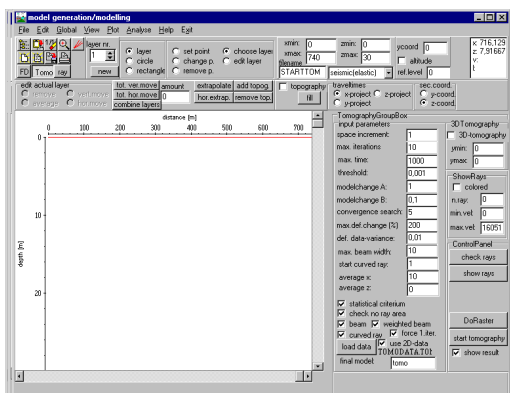 model generation/modelling
File Edit Global View Plot Analyse Help Exit
layer nr.
1
new
FD Tomo ray
layer
circle
rectangle
set point
change p.
remove p.
choose layer
edit layer
xmin: 0
xmax: 740
zmin: 0
zmax: 30
filename
STARTTOM
seismic(elastic)
ycoord 0
altitude
ref.level 0
x: 716,129
z: 7,91667
v:
t:
edit actual layer
remove vert.move
average hor.move
tot. ver.move
tot. hor.move
combine layers
amount
0
extrapolate
hor.extrap.
add topog.
remove top.
topography
fill
traveltimes
x-project z-project
y-project
sec.coord.
y-coord.
z-coord.
distance [m]
0 100 200 300 400 500 600 700
depth [m]
0
10
20
TomographyGroupBox
input parameters
space increment: 1
max. iterations 10
max. time: 1000
threshold: 0,001
modelchange A: 1
modelchange B: 0,1
convergence search: 5
max.def.change (%) 200
def. data-variance: 0,01
max. beam width: 10
start curved ray: 1
average x: 10
average z: 0
statistical criterium
check no ray area
beam weighted beam
curved ray force 1.iter.
load data
use 2D-data
TOMODATA.TOM
final model: tomo
3D Tomography
3D-tomography
ymin: 0
ymax 0
ShowRays
colored
n.ray: 0
min.vel: 0
max.vel: 16051
ControlPanel
check rays
show rays
DoRaster
start tomography
show result